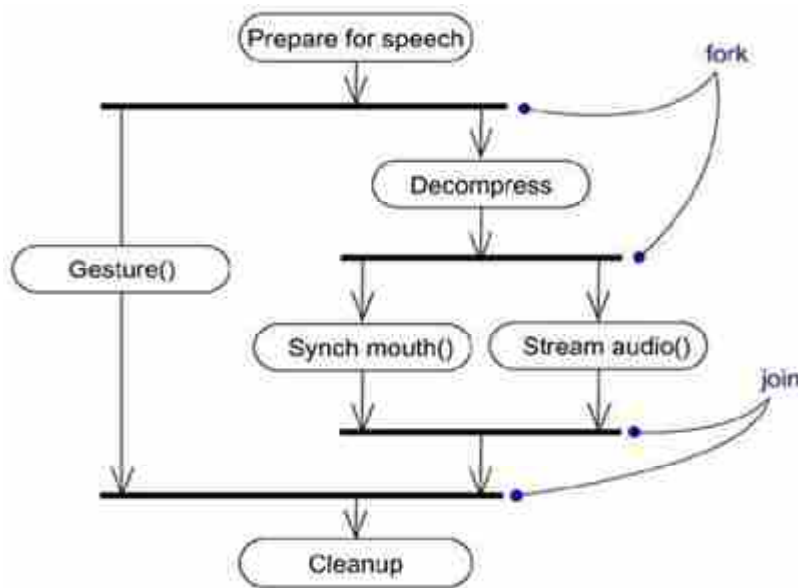 Prepare for speech
fork
Decompress
Gesture()
Synch mouth()
Stream audio()
join
Cleanup